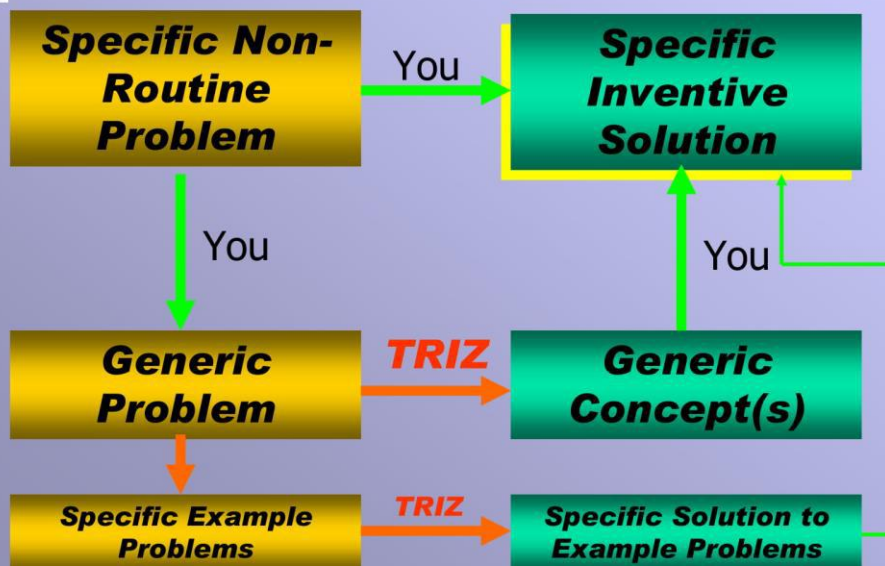 Specific Non-
Routine
Problem
You
Specific
Inventive
Solution
You
You
Generic
Problem
TRIZ
Generic
Concept(s)
Specific Example
Problems
TRIZ
Specific Solution to
Example Problems